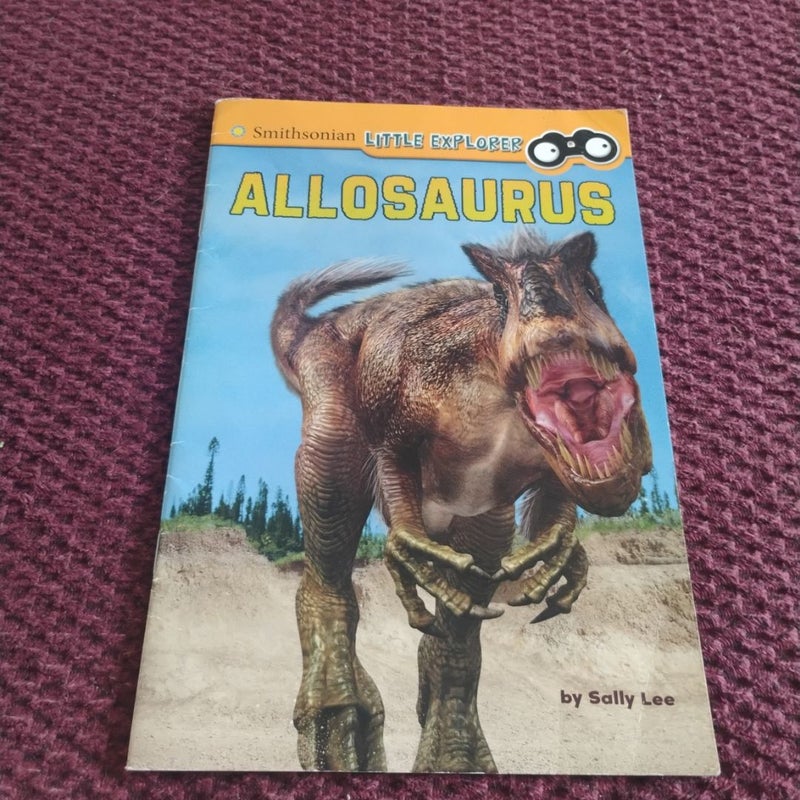 Smithsonian LITTLE EXPLORER
ALLOSAURUS
by Sally Lee